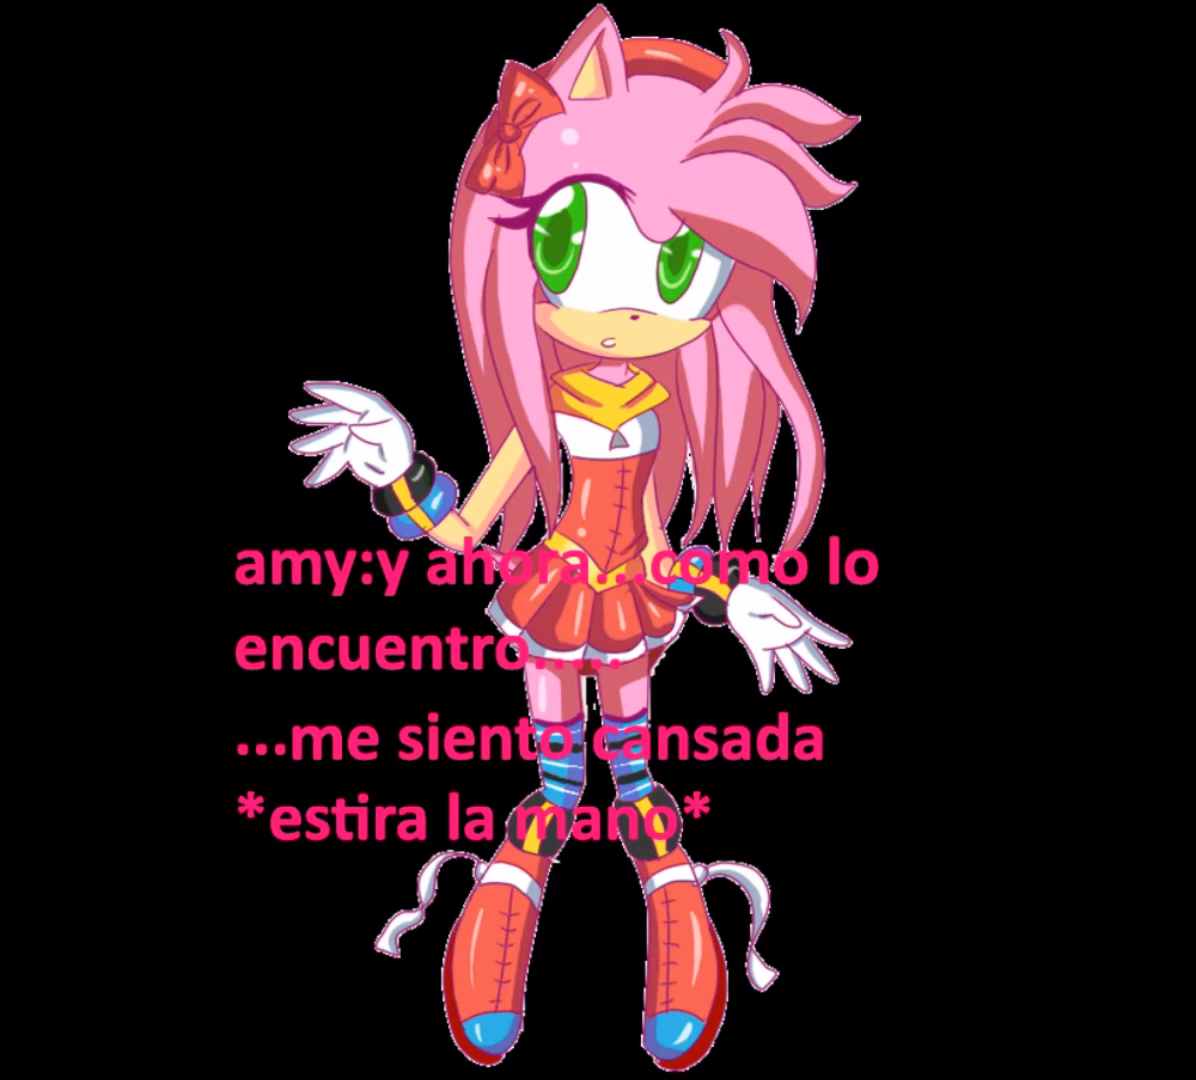 amy:y ahora...como lo
encuentro.....
...me siento cansada
*estira la mano*